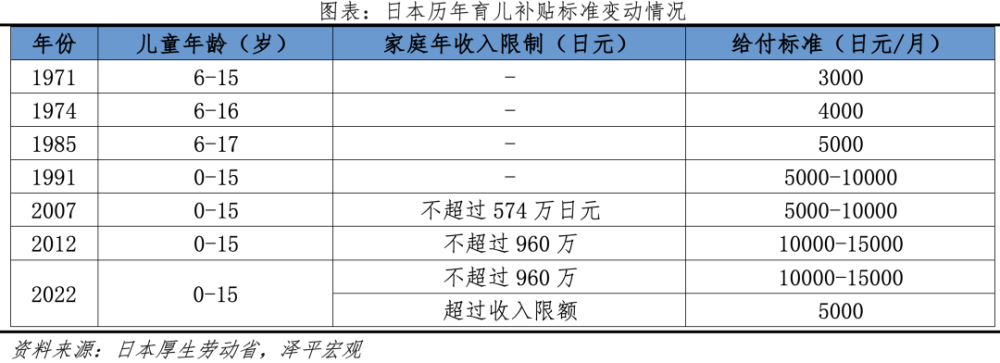 图表：日本历年育儿补贴标准变动情况
年份 儿童年龄（岁） 家庭年收入限制（日元） 给付标准（日元/月）
1971 6-15 - 3000
1974 6-16 - 4000
1985 6-17 - 5000
1991 0-15 - 5000-10000
2007 0-15 不超过 574 万日元 5000-10000
2012 0-15 不超过 960 万 10000-15000
2022 0-15 不超过 960 万 10000-15000
超过收入限额 5000
资料来源：日本厚生劳动省，泽平宏观